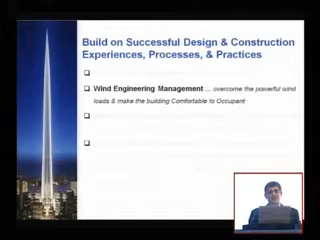 Build on Successful Design & Construction
Experiences, Processes, & Practices
Wind Engineering Management ... overcome the powerful wind
loads & make the building Comfortable to Occupant